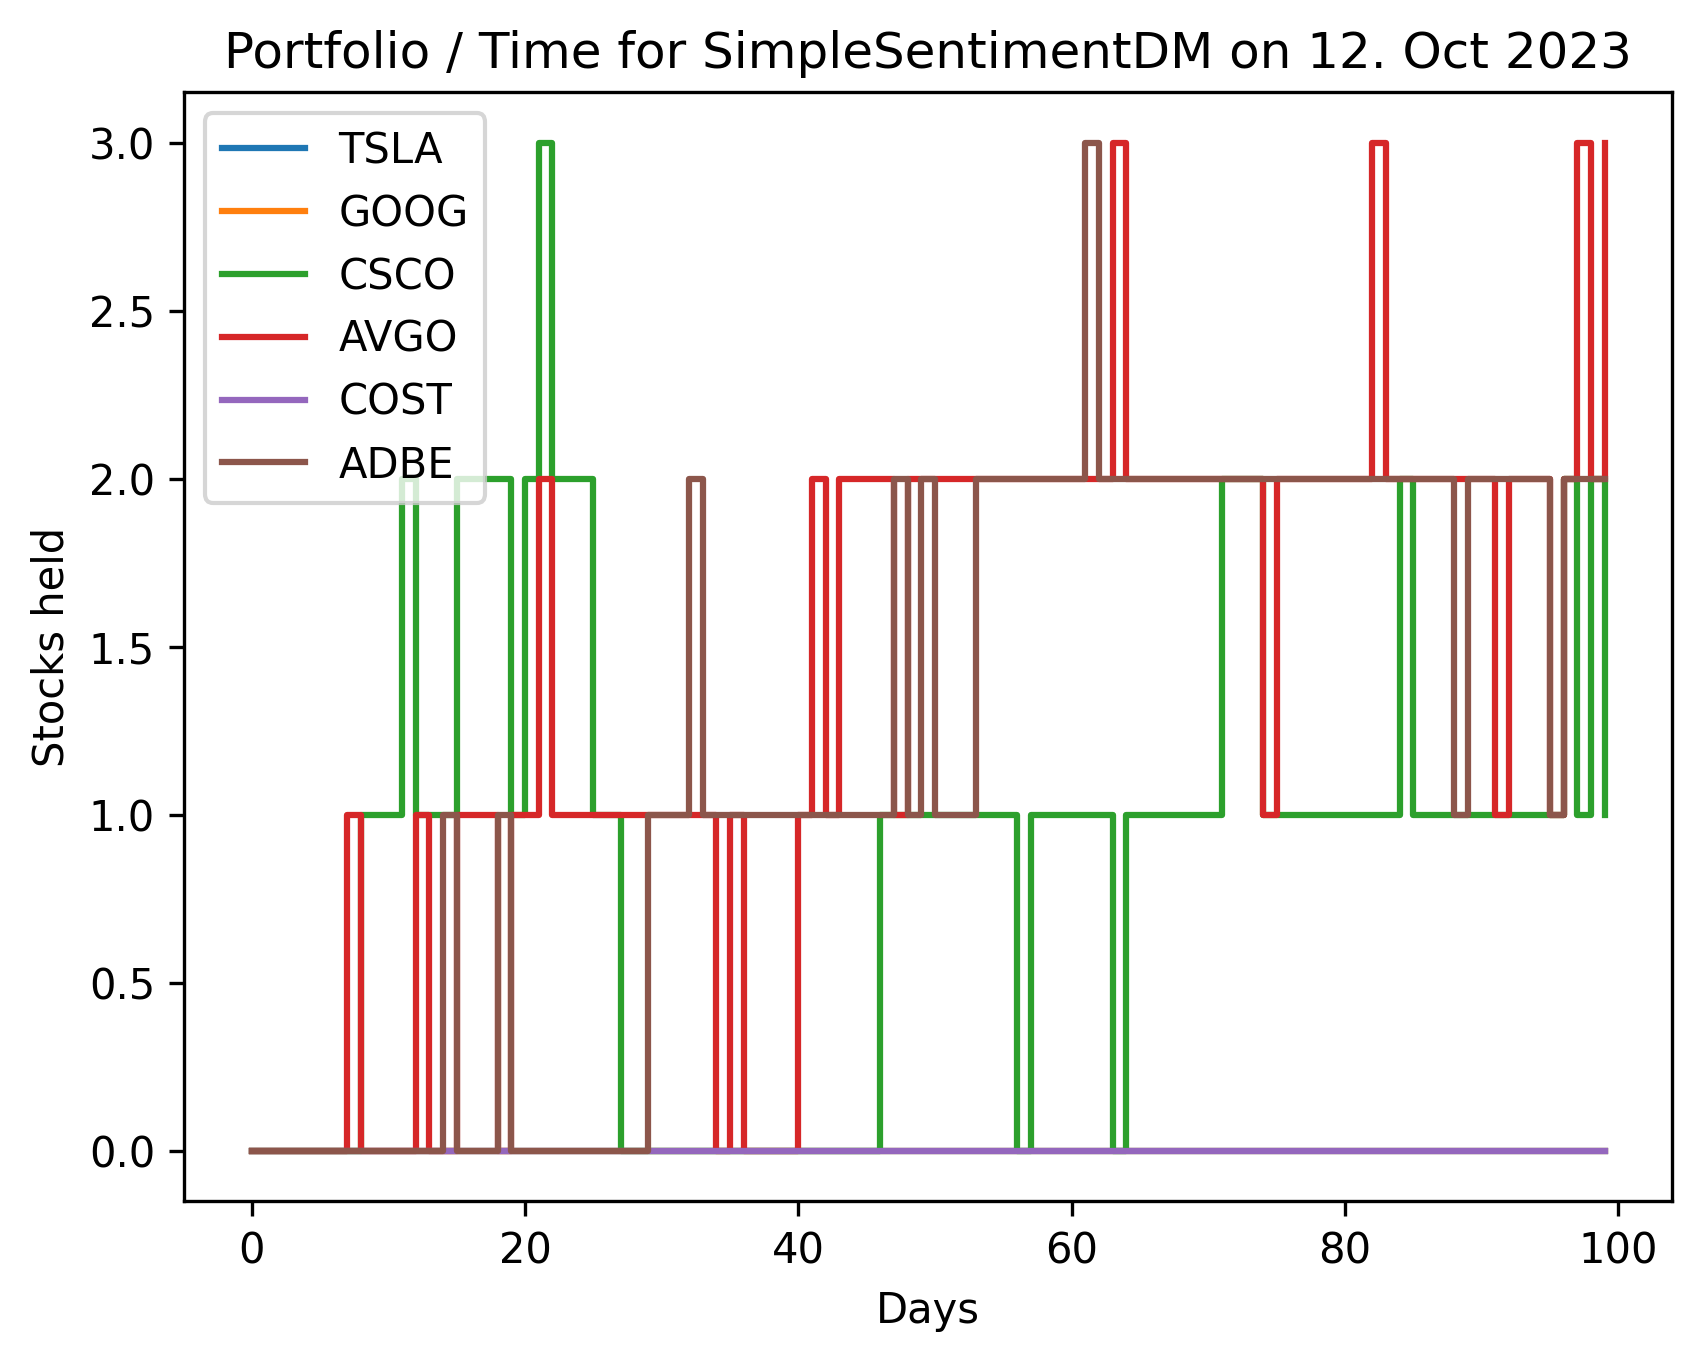 Portfolio / Time for SimpleSentimentDM on 12. Oct 2023
3.0
2.5
2.0
1.5
1.0
0.5
0.0
Stocks held
TSLA
GOOG
CSCO
AVGO
COST
ADBE
0
20
40
60
80
100
Days